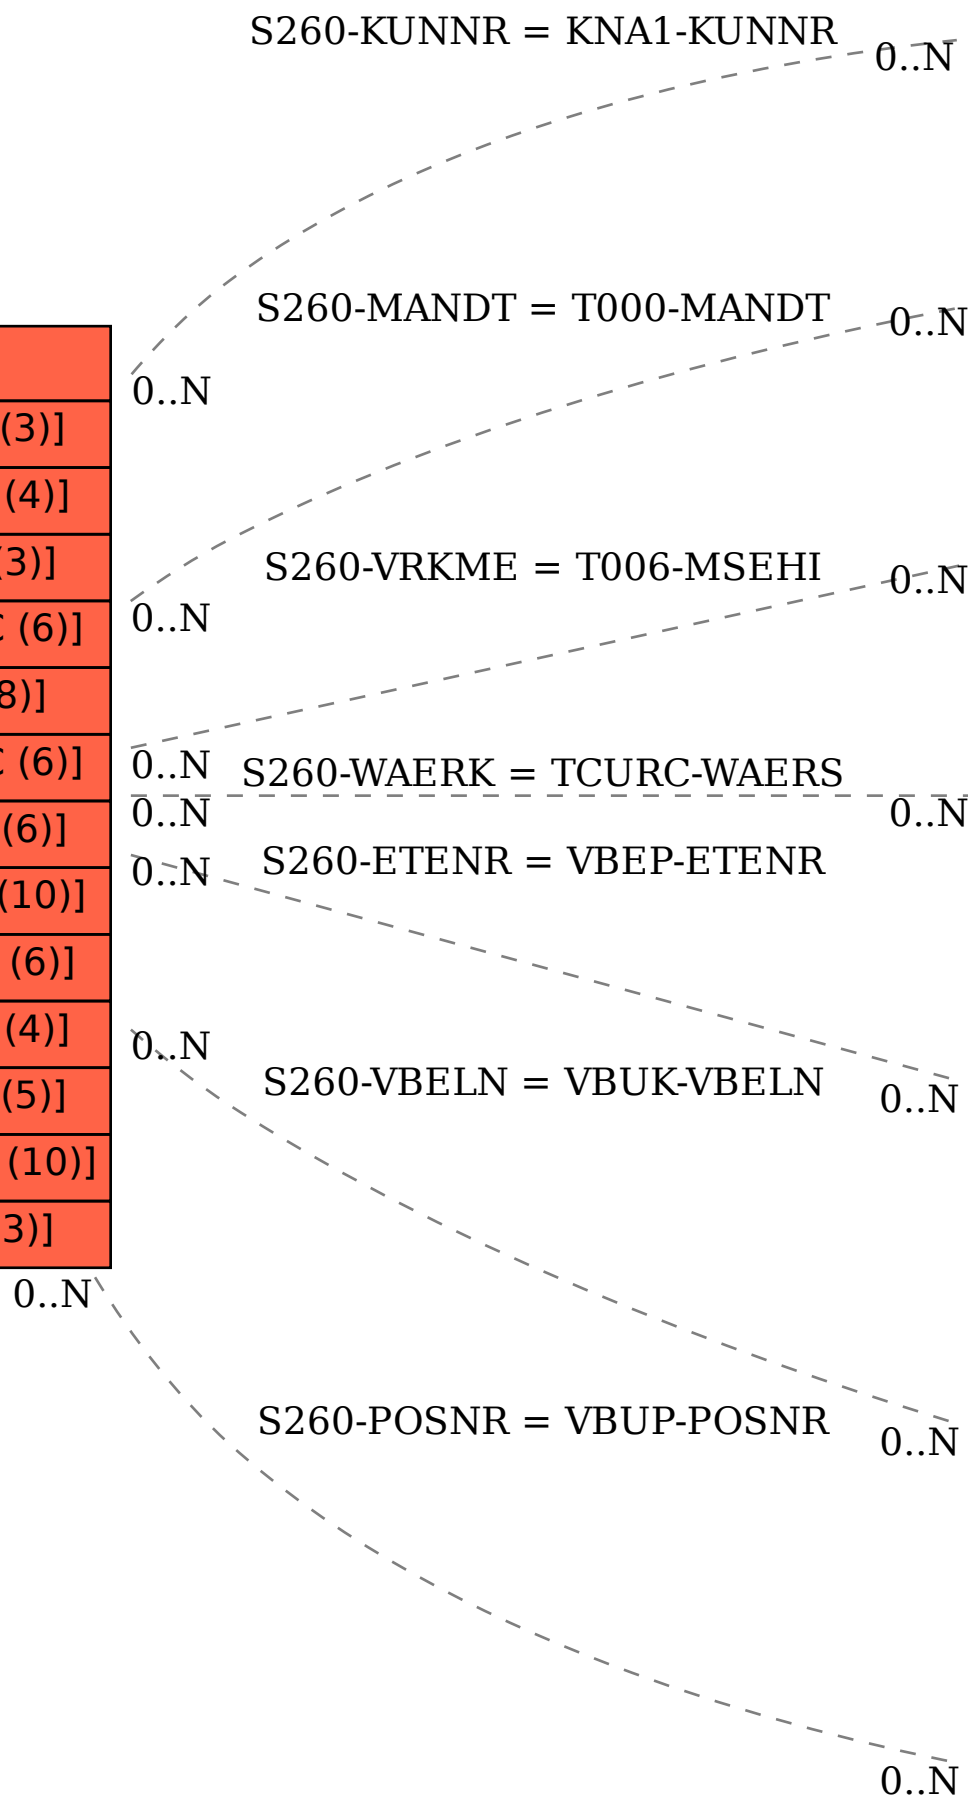 S260-KUNNR = KNA1-KUNNR
0..N
S260-MANDT = T000-MANDT
0..N
0..N
(3)]
(4)]
(3)]
S260-VRKME = T006-MSEHI
0..N
0..N
(6)]
8)]
(6)]
0..N
S260-WAERK = TCURC-WAERS
0..N
0..N
(6)]
0..N
S260-ETENR = VBEP-ETENR
(10)]
(6)]
(4)]
0..N
S260-VBELN = VBUK-VBELN
0..N
(5)]
(10)]
3)]
0..N
S260-POSNR = VBUP-POSNR
0..N
0..N